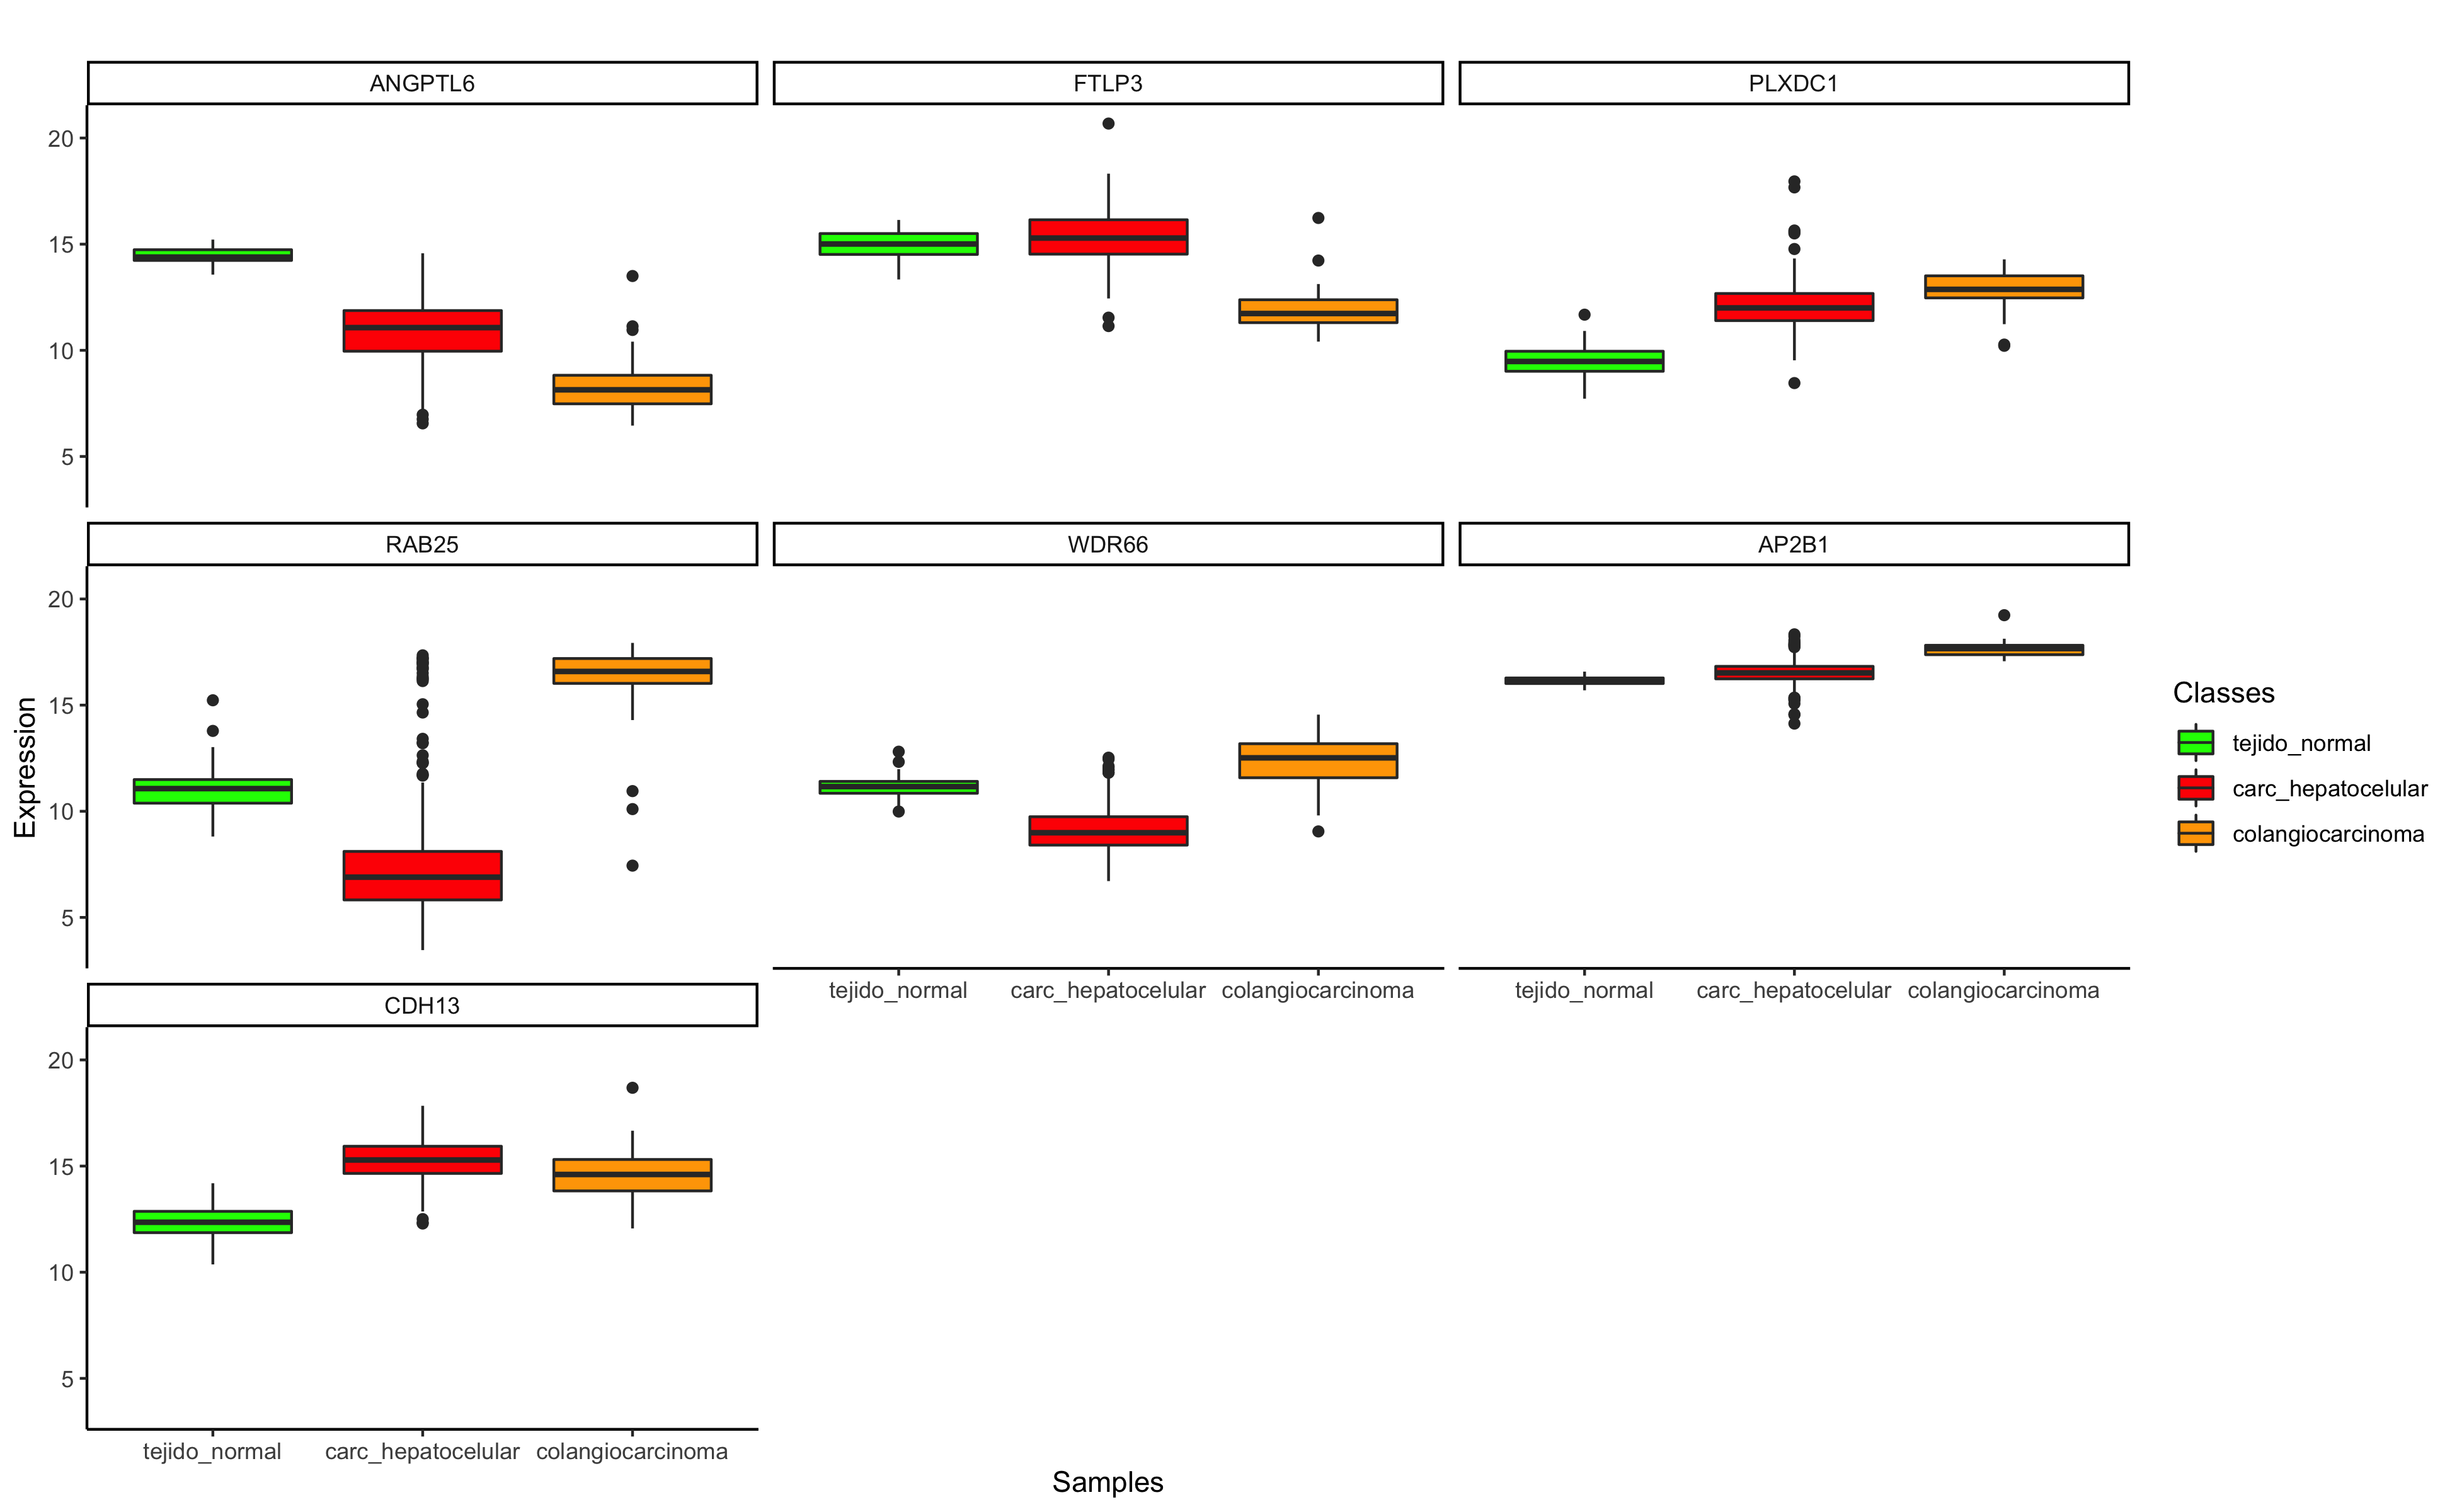 ANGPTL6
FTLP3
PLXDC1
20
15
10
5
RAB25
WDR66
AP2B1
20
15
10
5
Expression
tejido_normal
carc_hepatocelular
colangiocarcinoma
tejido_normal
carc_hepatocelular
colangiocarcinoma
CDH13
20
15
10
5
tejido_normal
carc_hepatocelular
colangiocarcinoma
Samples
Classes
tejido_normal
carc_hepatocelular
colangiocarcinoma